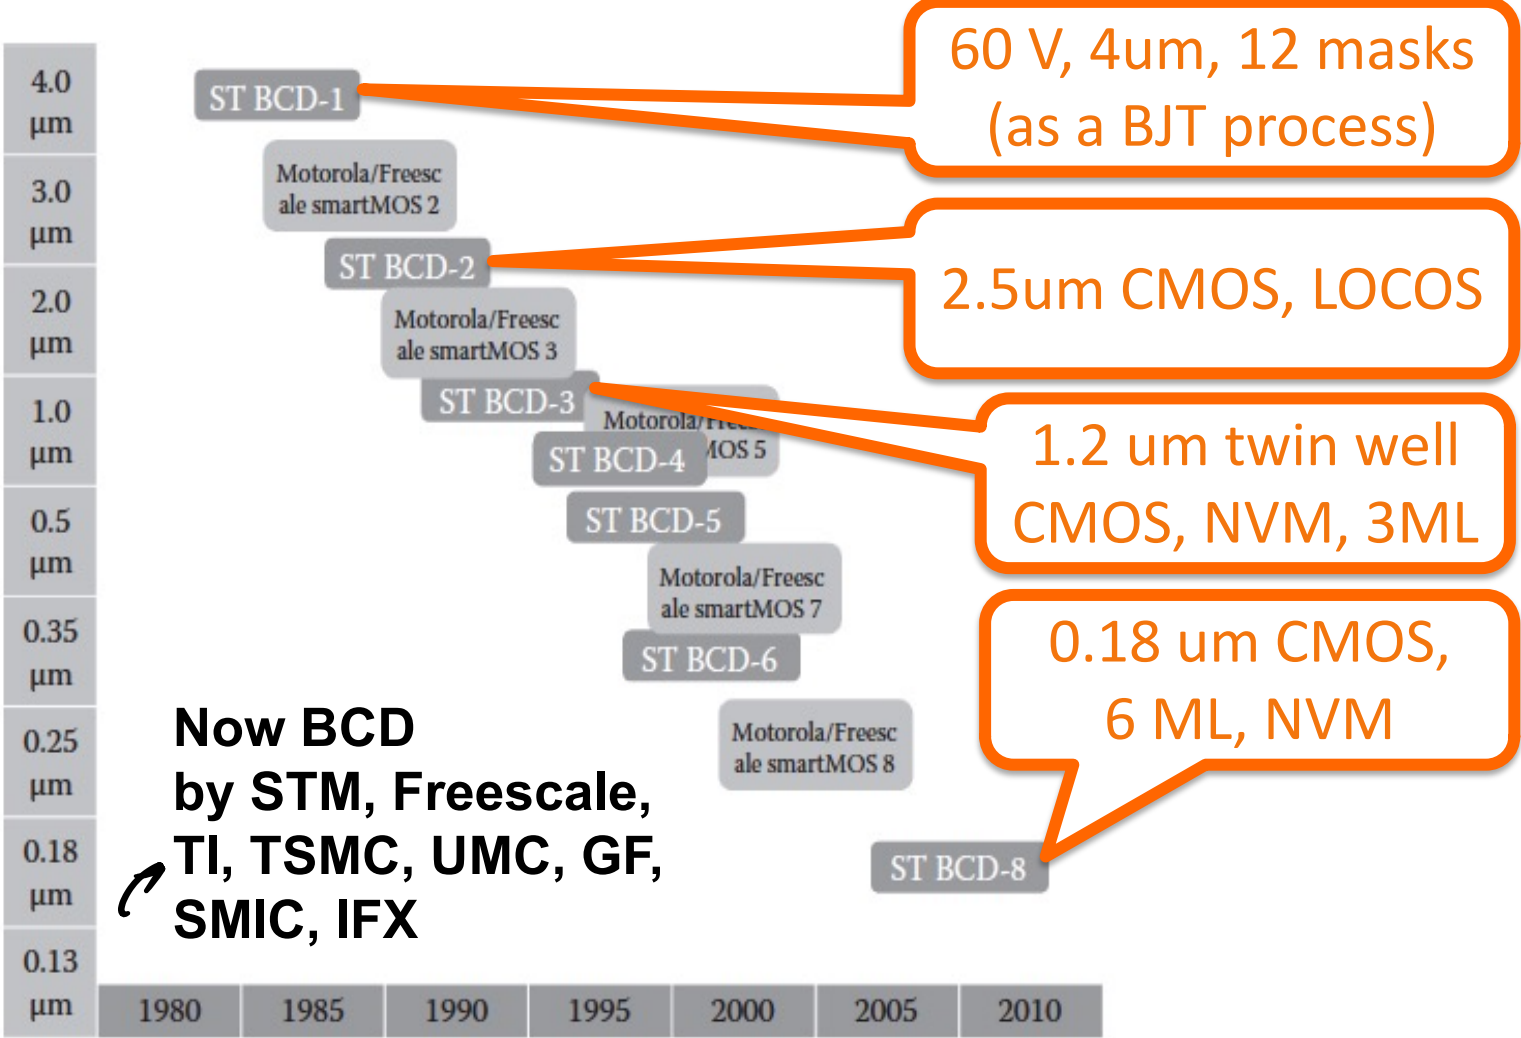 4.0
μm
3.0
μm
2.0
μm
1.0
μm
0.5
μm
0.35
μm
0.25
μm
0.18
μm
0.13
μm
ST BCD-1
Motorola/Freesc
ale smartMOS 2
ST BCD-2
Motorola/Freesc
ale smartMOS 3
ST BCD-3
ST BCD-4
OS 5
ST BCD-5
Motorola/Freesc
ale smartMOS 7
ST BCD-6
Motorola/Freesc
ale smartMOS 8
ST BCD-8
60 V, 4um, 12 masks
(as a BJT process)
2.5um CMOS, LOCOS
1.2 um twin well
CMOS, NVM, 3ML
0.18 um CMOS,
6 ML, NVM
Now BCD
by STM, Freescale,
TI, TSMC, UMC, GF,
SMIC, IFX
1980 1985 1990 1995 2000 2005 2010